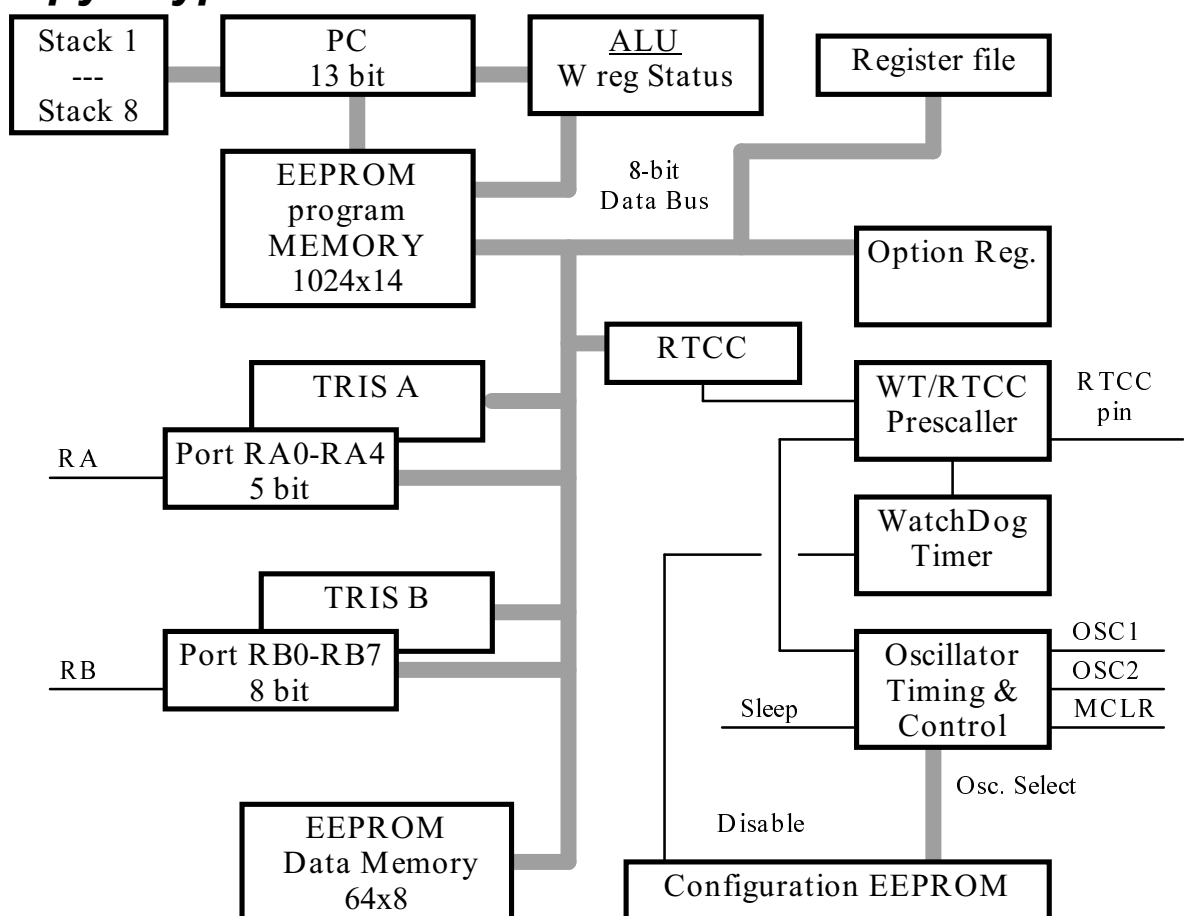 Stack 1
---
Stack 8
PC
13 bit
ALU
W reg Status
Register file
EEPROM
program
MEMORY
1024x14
8-bit
Data Bus
Option Reg.
RTCC
TRIS A
WT/RTCC
Prescaller
RTCC
pin
RA
Port RA0-RA4
5 bit
WatchDog
Timer
TRIS B
RB
Port RB0-RB7
8 bit
Oscillator
Timing &
Control
OSC1
OSC2
MCLR
Sleep
Osc. Select
Disable
EEPROM
Data Memory
64x8
Configuration EEPROM